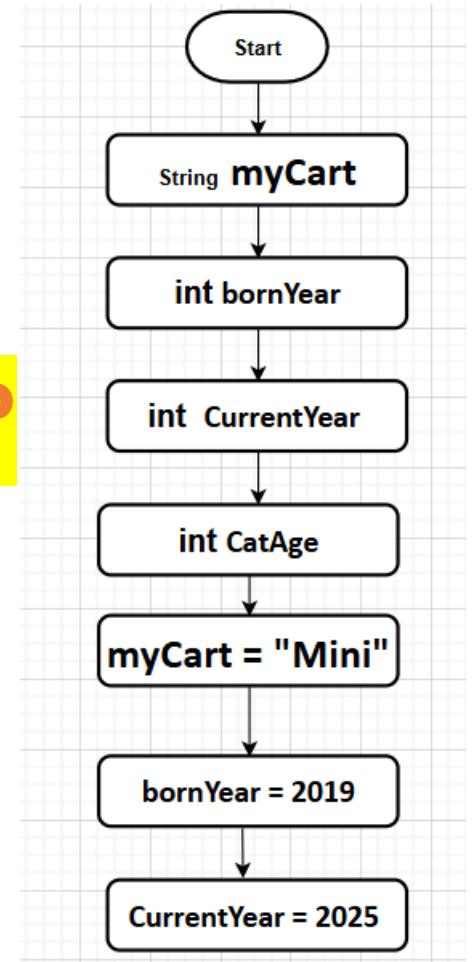 Start
String myCart
int bornYear
int CurrentYear
int CatAge
myCart = "Mini"
bornYear = 2019
CurrentYear = 2025